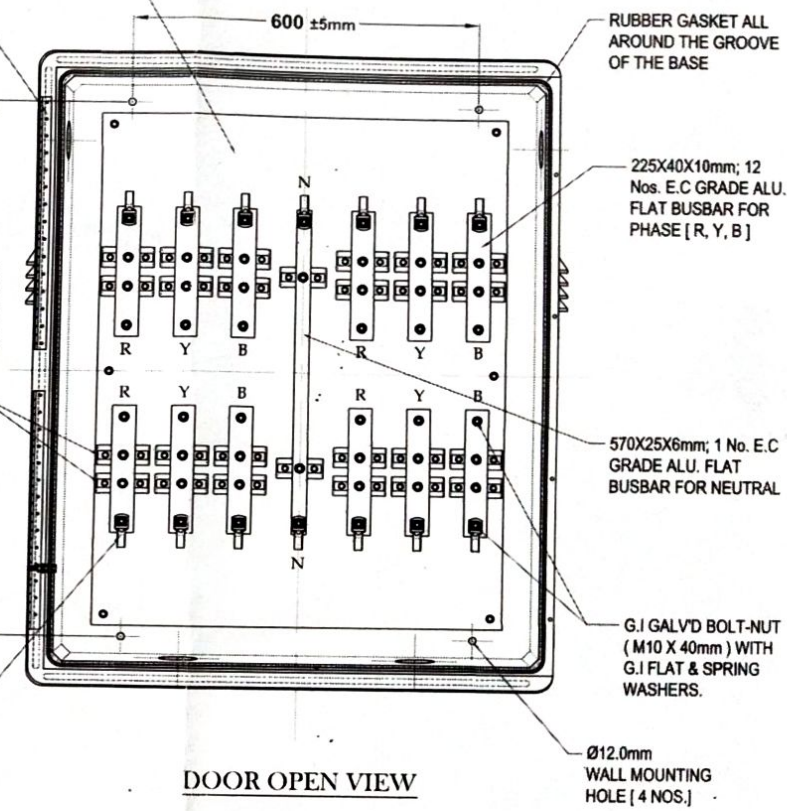 600 ±5mm
RUBBER GASKET ALL
AROUND THE GROOVE
OF THE BASE
225X40X10mm; 12
Nos. E.C GRADE ALU.
FLAT BUSBAR FOR
PHASE [ R, Y, B ]
N
R Y B R Y B
R Y B R Y B
570X25X6mm; 1 No. E.C
GRADE ALU. FLAT
BUSBAR FOR NEUTRAL
N
G.I GALV'D BOLT-NUT
( M10 X 40mm ) WITH
G.I FLAT & SPRING
WASHERS.
Ø12.0mm
WALL MOUNTING
HOLE [ 4 NOS.]
DOOR OPEN VIEW